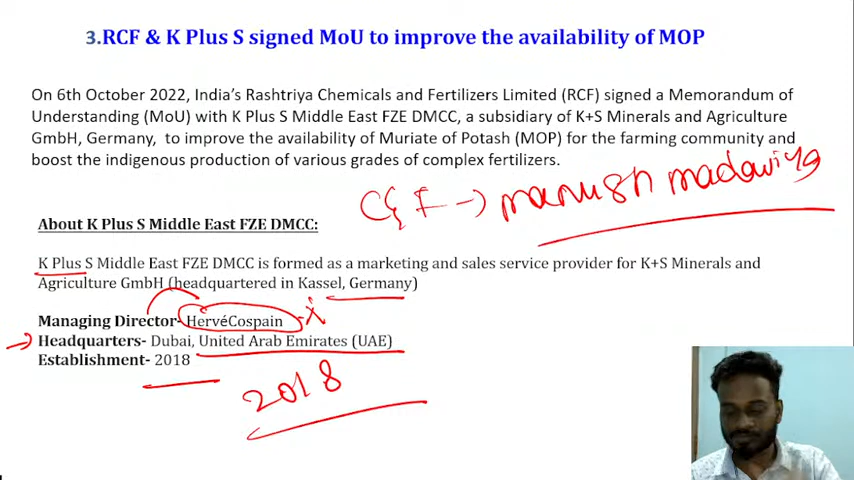 3.RCF & K Plus S signed MoU to improve the availability of MOP
On 6th October 2022, India's Rashtriya Chemicals and Fertilizers Limited (RCF) signed a Memorandum of
Understanding (MoU) with K Plus S Middle East FZE DMCC, a subsidiary of K+S Minerals and Agriculture
GmbH, Germany, to improve the availability of Muriate of Potash (MOP) for the farming community and
boost the indigenous production of various grades of complex fertilizers.
C& F → manush madaviya
About K Plus S Middle East FZE DMCC:
K Plus S Middle East FZE DMCC is formed as a marketing and sales service provider for K+S Minerals and
Agriculture GmbH (headquartered in Kassel, Germany)
Managing Director- HervéCospain
Headquarters- Dubai, United Arab Emirates (UAE)
Establishment- 2018
2018